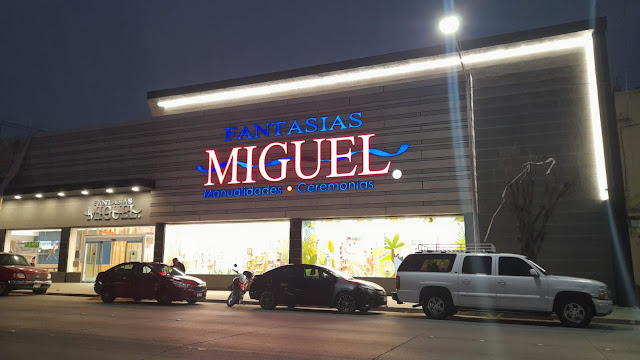 FANTASIAS
MIGUEL.
Manualidades • Ceremonias
FANTASIAS
MIGUEL